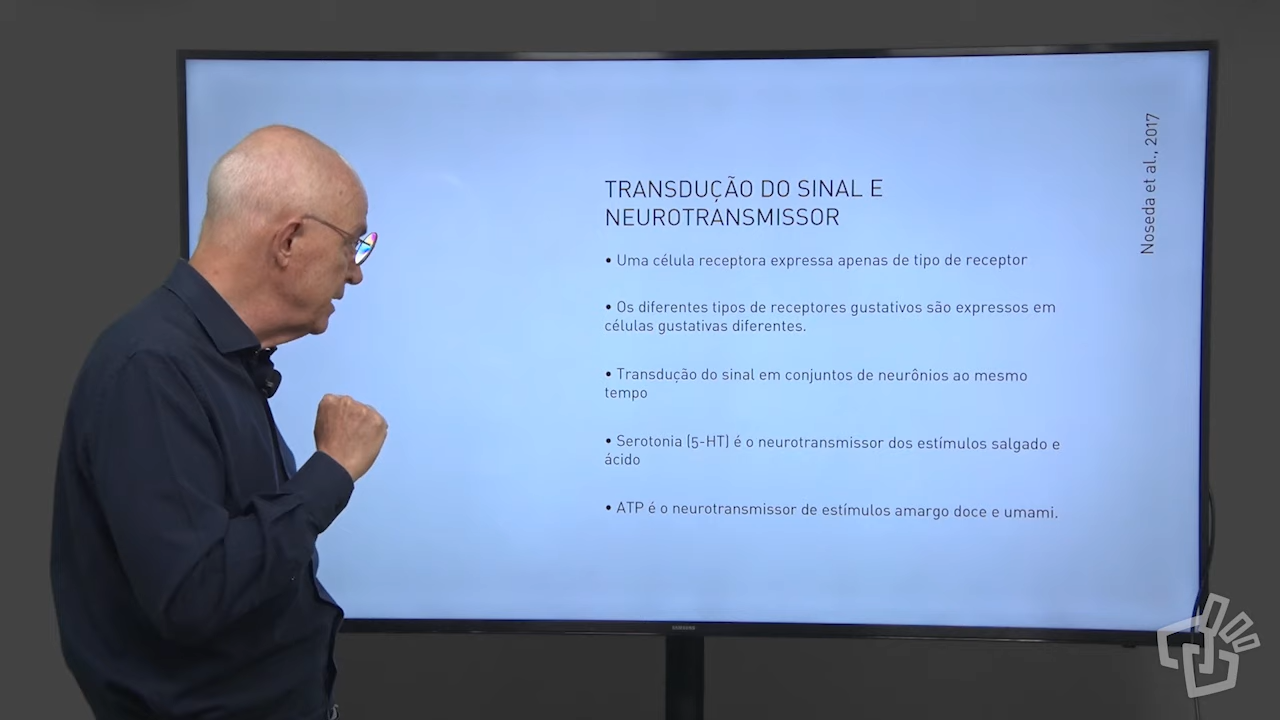 TRANSDUÇÃO DO SINAL E
NEUROTRANSMISSOR
• Uma célula receptora expressa apenas de tipo de receptor
• Os diferentes tipos de receptores gustativos são expressos em
células gustativas diferentes.
• Transdução do sinal em conjuntos de neurônios ao mesmo
tempo
• Serotonia (5-HT) é o neurotransmissor dos estímulos salgado e
ácido
• ATP é o neurotransmissor de estímulos amargo doce e umami.
Noseda et al., 2017
SAMSUNG